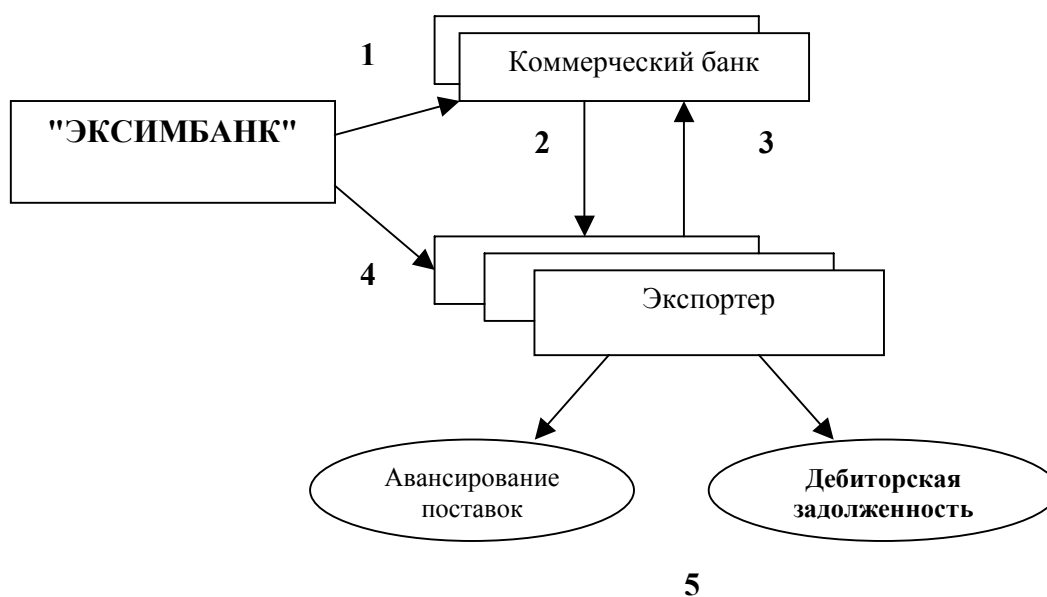 1
Коммерческий банк
"ЭКСИМБАНК"
2
3
4
Экспортер
Авансирование
поставок
Дебиторская
задолженность
5